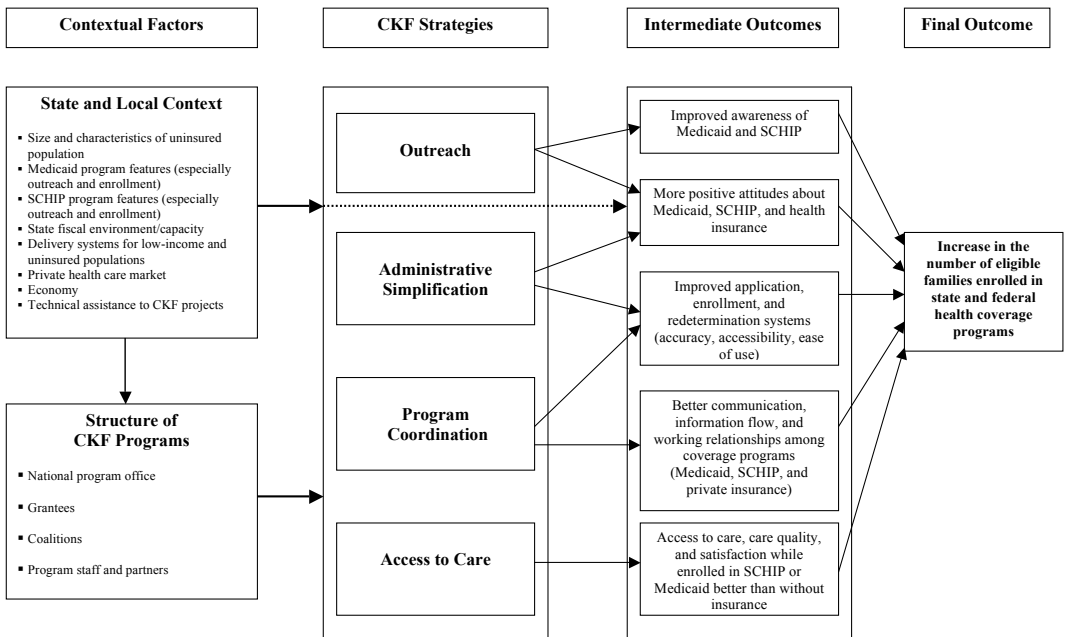 Contextual Factors
CKF Strategies
Intermediate Outcomes
Final Outcome
State and Local Context
▪ Size and characteristics of uninsured
population
▪ Medicaid program features (especially
outreach and enrollment)
▪ SCHIP program features (especially
outreach and enrollment)
▪ State fiscal environment/capacity
▪ Delivery systems for low-income and
uninsured populations
▪ Private health care market
▪ Economy
▪ Technical assistance to CKF projects
Structure of
CKF Programs
▪ National program office
▪ Grantees
▪ Coalitions
▪ Program staff and partners
Outreach
Administrative
Simplification
Program
Coordination
Access to Care
Improved awareness of
Medicaid and SCHIP
More positive attitudes about
Medicaid, SCHIP, and health
insurance
Improved application,
enrollment, and
redetermination systems
(accuracy, accessibility, ease
of use)
Better communication,
information flow, and
working relationships among
coverage programs
(Medicaid, SCHIP, and
private insurance)
Access to care, care quality,
and satisfaction while
enrolled in SCHIP or
Medicaid better than without
insurance
Increase in the
number of eligible
families enrolled in
state and federal
health coverage
programs